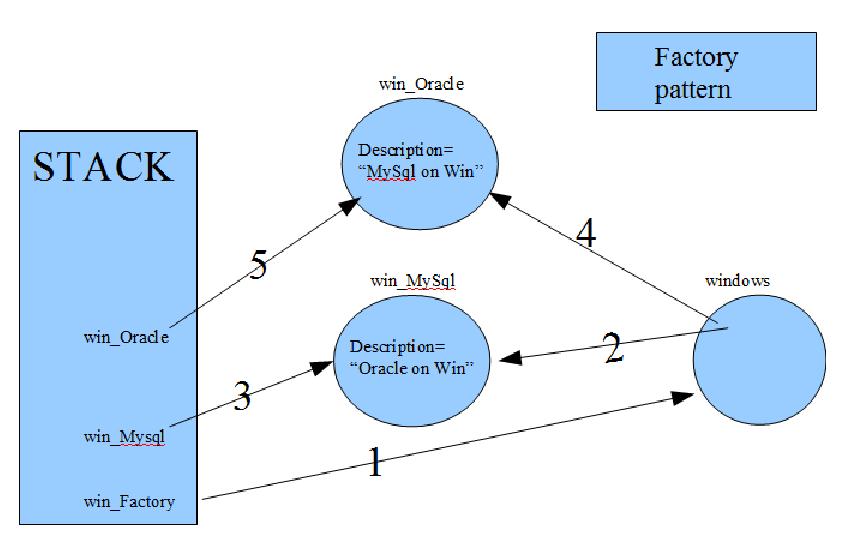 Factory
pattern
win_Oracle
STACK
Description=
“MySql on Win”
4
5
win_MySql
windows
win_Oracle
Description=
“Oracle on Win”
2
3
win_Mysql
1
win_Factory